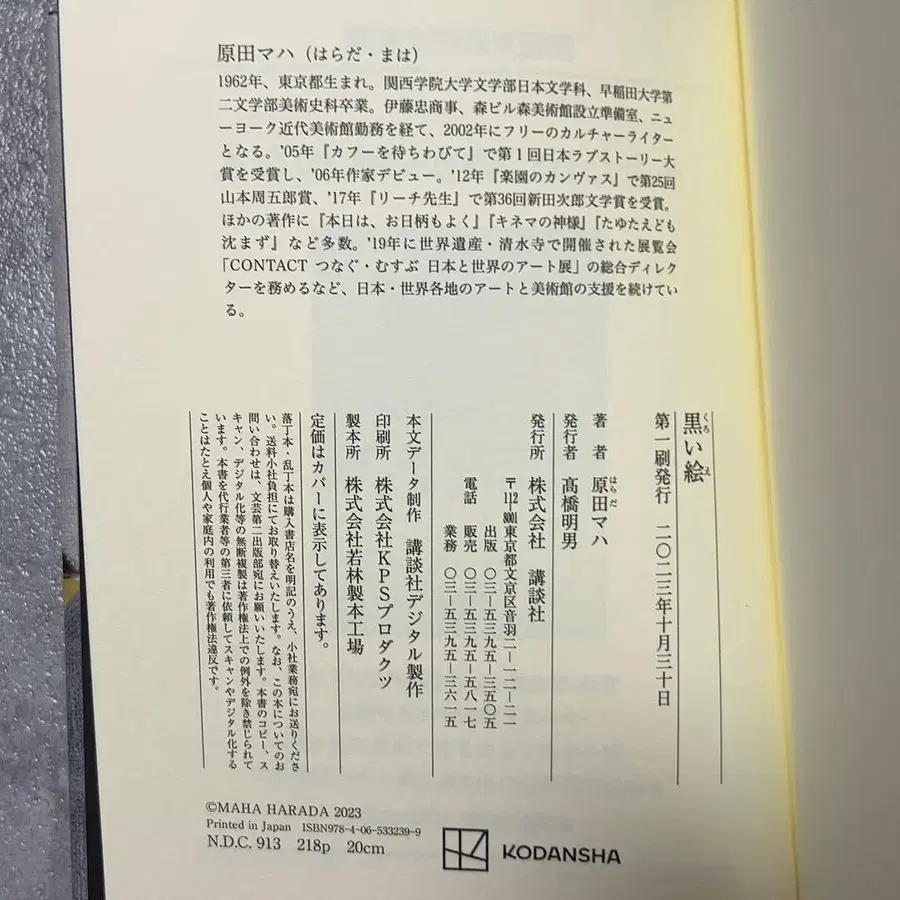 原田マハ（はらだ・まは）
1962年、東京都生まれ。関西学院大学文学部日本文学科、早稲田大学第
二文学部美術史科卒業。伊藤忠商事、森ビル森美術館設立準備室、ニュ
ーヨーク近代美術館勤務を経て、2002年にフリーのカルチャーライター
となる。'05年『カフーを待ちわびて』で第1回日本ラブストーリー大
賞を受賞し、'06年作家デビュー。'12年『楽園のカンヴァス』で第25回
山本周五郎賞、'17年『リーチ先生』で第36回新田次郎文学賞を受賞。
ほかの著作に『本日は、お日柄もよく』『キネマの神様』『たゆたえども
沈まず』など多数。'19年に世界遺産・清水寺で開催された展覧会
「CONTACT つなぐ・むすぶ 日本と世界のアート展」の総合ディレク
ターを務めるなど、日本・世界各地のアートと美術館の支援を続けてい
る。
黒い絵
くろ え
第一刷発行 二〇二三年十月三十日
著 者 原田マハ
はらだ
発行者 髙橋明男
発行所 株式会社 講談社
〒112-8001 東京都文京区音羽二-一二-二一
電話 出版 〇三-五三九五-三五〇五
販売 〇三-五三九五-五八一七
業務 〇三-五三九五-三六一五
本文データ制作 講談社デジタル製作
印刷所 株式会社KPSプロダクツ
製本所 株式会社若林製本工場
定価はカバーに表示してあります。
落丁本・乱丁本は購入書店名を明記のうえ、小社業務宛にお送りくださ
い。送料小社負担にてお取り替えいたします。なお、この本についてのお
問い合わせは、文芸第二出版部宛にお願いいたします。本書のコピー、ス
キャン、デジタル化等の無断複製は著作権法上での例外を除き禁じられて
います。本書を代行業者等の第三者に依頼してスキャンやデジタル化する
ことはたとえ個人や家庭内の利用でも著作権法違反です。
©MAHA HARADA 2023
Printed in Japan ISBN978-4-06-533239-9
N.D.C. 913 218p 20cm
KODANSHA